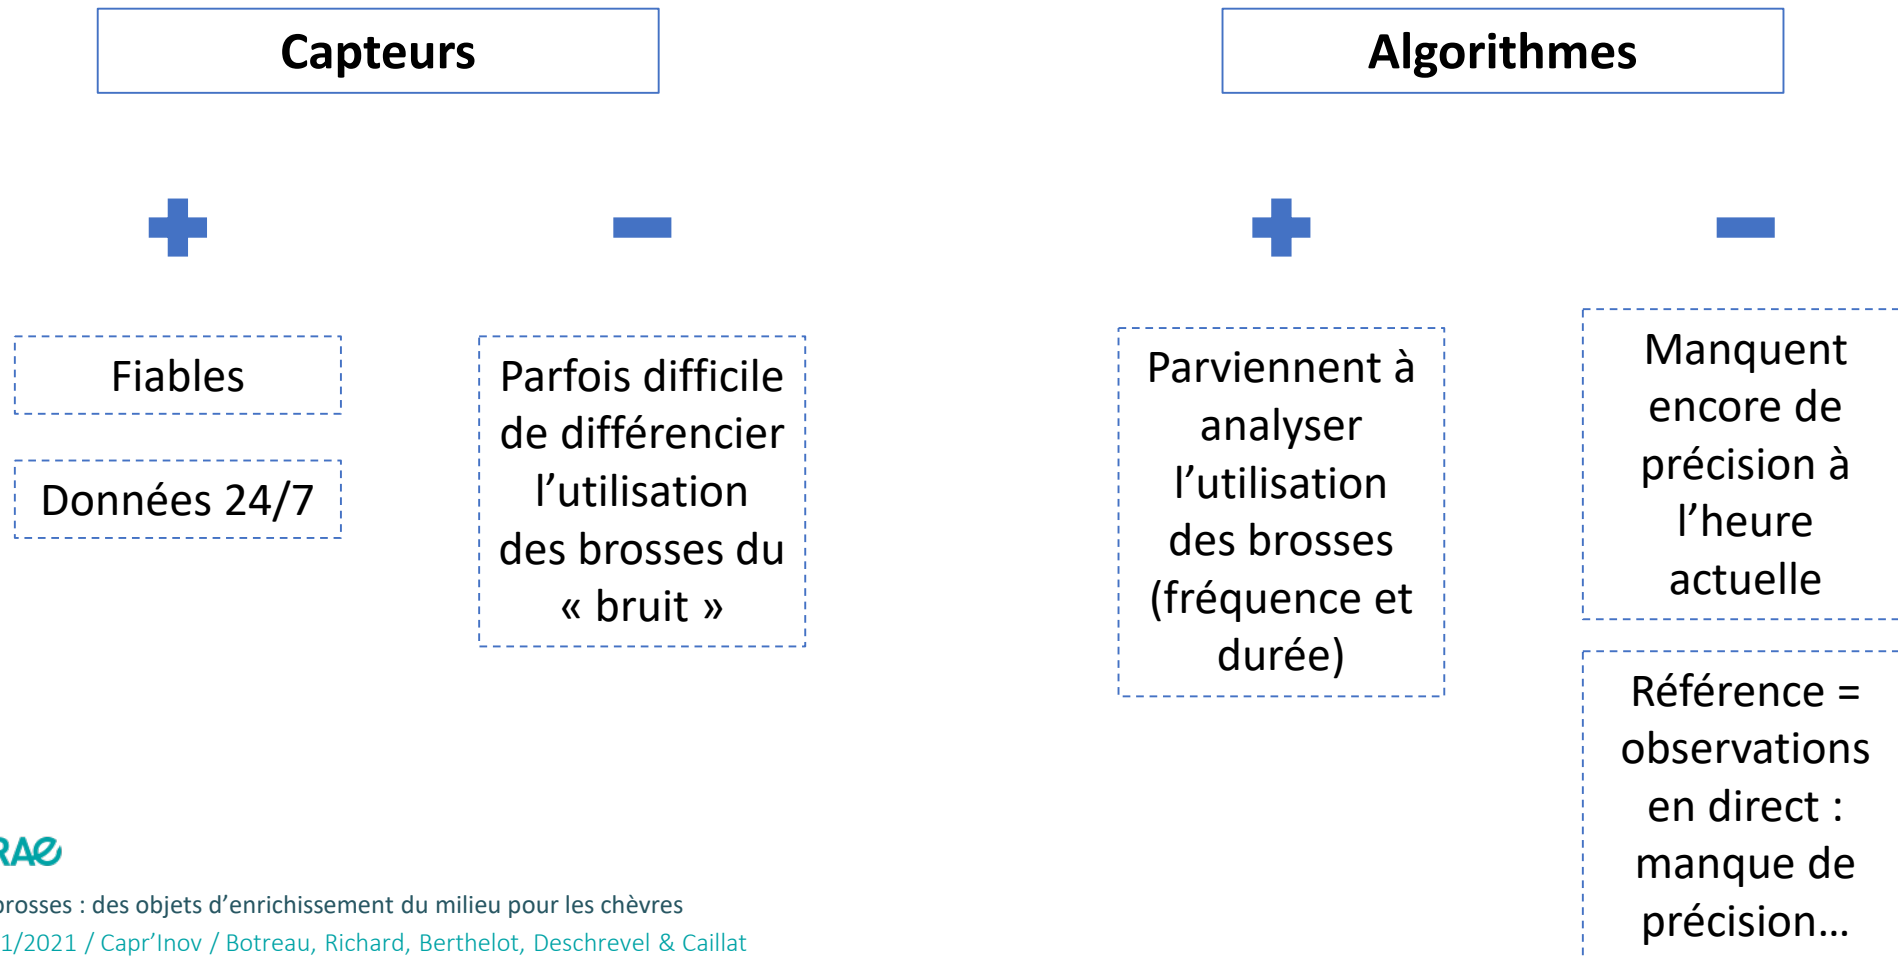 Capteurs
Fiables
Données 24/7
Parfois difficile
de différencier
l’utilisation
des brosses du
« bruit »
Algorithmes
Parviennent à
analyser
l’utilisation
des brosses
(fréquence et
durée)
Manquent
encore de
précision à
l’heure
actuelle
Référence =
observations
en direct :
manque de
précision…
RAe
brosses : des objets d’enrichissement du milieu pour les chèvres
1/2021 / Capr’Inov / Botreau, Richard, Berthelot, Deschrevel & Caillat